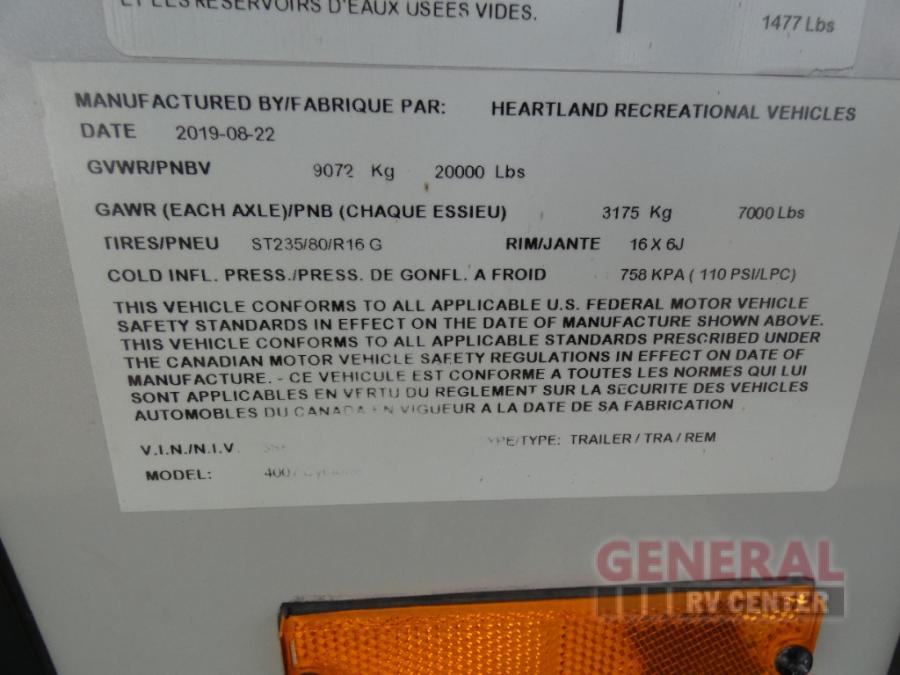 ET LES RESERVOIRS D'EAUX USEES VIDES.
1477 Lbs
MANUFACTURED BY/FABRIQUE PAR: HEARTLAND RECREATIONAL VEHICLES
DATE 2019-08-22
GVWR/PNBV 9072 Kg 20000 Lbs
GAWR (EACH AXLE)/PNB (CHAQUE ESSIEU) 3175 Kg 7000 Lbs
TIRES/PNEU ST235/80/R16 G RIM/JANTE 16 X 6J
COLD INFL. PRESS./PRESS. DE GONFL. A FROID 758 KPA ( 110 PSI/LPC)
THIS VEHICLE CONFORMS TO ALL APPLICABLE U.S. FEDERAL MOTOR VEHICLE
SAFETY STANDARDS IN EFFECT ON THE DATE OF MANUFACTURE SHOWN ABOVE.
THIS VEHICLE CONFORMS TO ALL APPLICABLE STANDARDS PRESCRIBED UNDER
THE CANADIAN MOTOR VEHICLE SAFETY REGULATIONS IN EFFECT ON DATE OF
MANUFACTURE. - CE VEHICULE EST CONFORME A TOUTES LES NORMES QUI LUI
SONT APPLICABLES EN VERTU DU REGLEMENT SUR LA SECURITE DES VEHICLES
AUTOMOBILES DU CANADA EN VIGUEUR A LA DATE DE SA FABRICATION
V.I.N./N.I.V. TYPE/TYPE: TRAILER / TRA / REM
MODEL:
GENERAL
RV CENTER